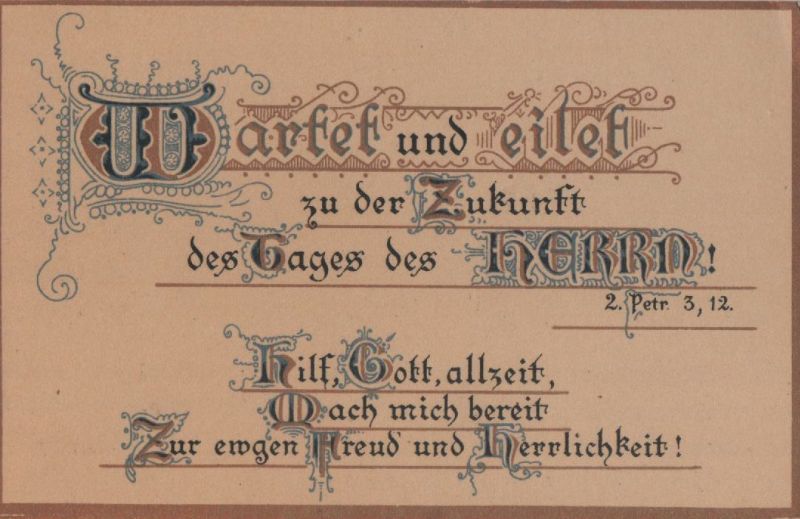 Wartet und eilet
zu der Zukunft
des Tages des HERRN!
2. Petr. 3, 12.
Hilf, Gott, allzeit,
Mach mich bereit
Zur ewgen Freud und Herrlichkeit!